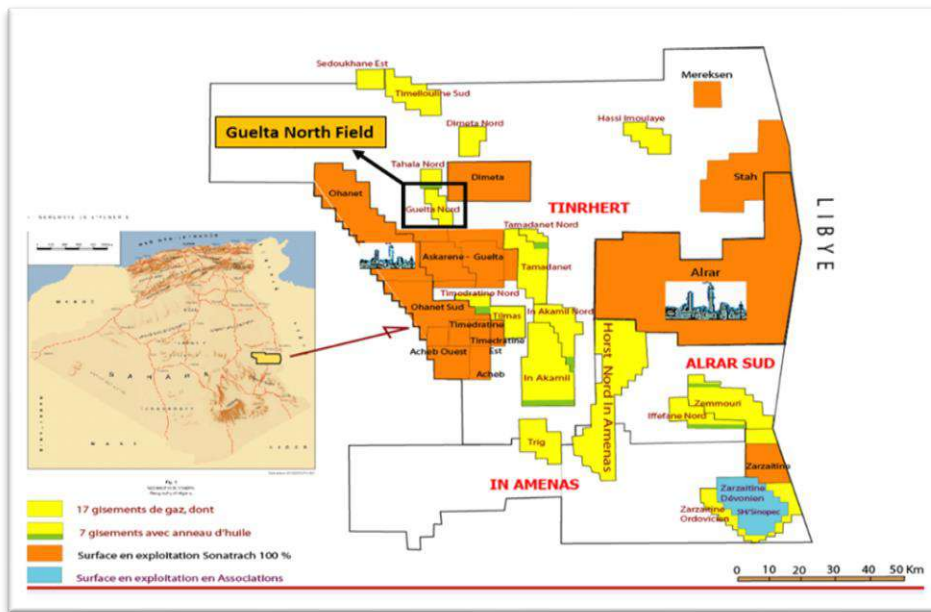 Sedoukhane Est
Timellouline Sud
Mereksen
Guelta North Field
Dimeta Nord
Hassi Imoulaye
Tahala Nord
Ohanet
Dimeta
Stah
Guelta Nord
TINRHERT
LIBYE
Tamadanet Nord
Askarene - Guelta
Tamadanet
Alrar
Timedratine Nord
Ohanet Sud
Tilmas
In Akamil Nord
Timedratine
Timedratine
Est
Acheb Ouest
Acheb
In Akamil
Horst Nord In Amenas
ALRAR SUD
Zemmouri
Iffefane Nord
Trig
IN AMENAS
Zarzaitine
Zarzaitine
Dévonien
SH/Sinopec
Zarzaitine
Ordovicien
SAHARA
Fig. 1
17 gisements de gaz, dont
7 gisements avec anneau d'huile
Surface en exploitation Sonatrach 100 %
Surface en exploitation en Associations
0 10 20 30 40 50 Km